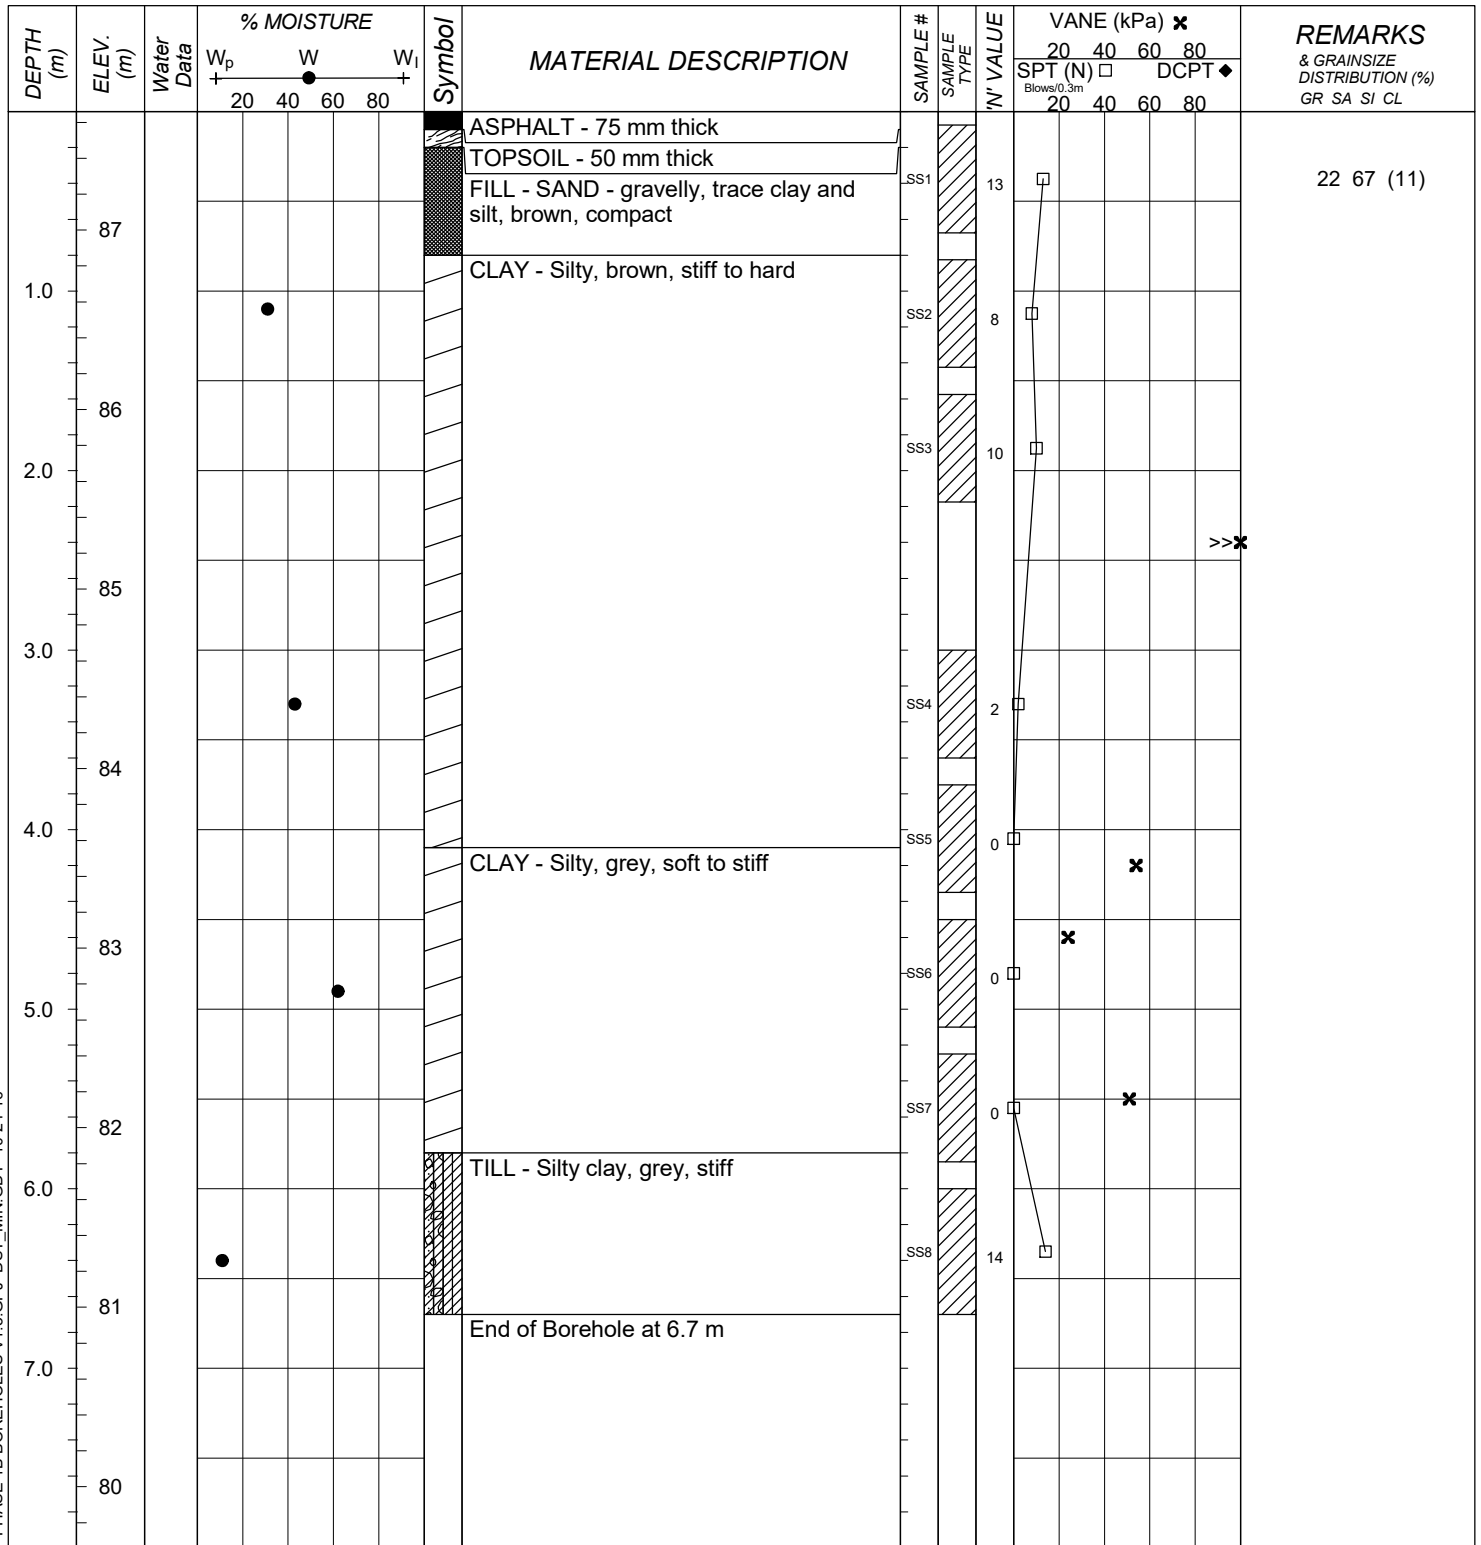 DEPTH (m)
ELEV. (m)
Water Data
% MOISTURE
Wp W Wl
20 40 60 80
Symbol
MATERIAL DESCRIPTION
SAMPLE #
SAMPLE TYPE
'N' VALUE
VANE (kPa)
20 40 60 80
SPT (N) DCPT
Blows/0.3m
20 40 60 80
REMARKS
& GRAINSIZE
DISTRIBUTION (%)
GR SA SI CL
ASPHALT - 75 mm thick
TOPSOIL - 50 mm thick
SS1 13 22 67 (11)
FILL - SAND - gravelly, trace clay and
silt, brown, compact
87
CLAY - Silty, brown, stiff to hard
1.0
SS2 8
86
SS3 10
2.0
>>
85
3.0
SS4 2
84
4.0
SS5 0
CLAY - Silty, grey, soft to stiff
83
SS6 0
5.0
SS7 0
82
TILL - Silty clay, grey, stiff
6.0
SS8 14
81
End of Borehole at 6.7 m
7.0
80